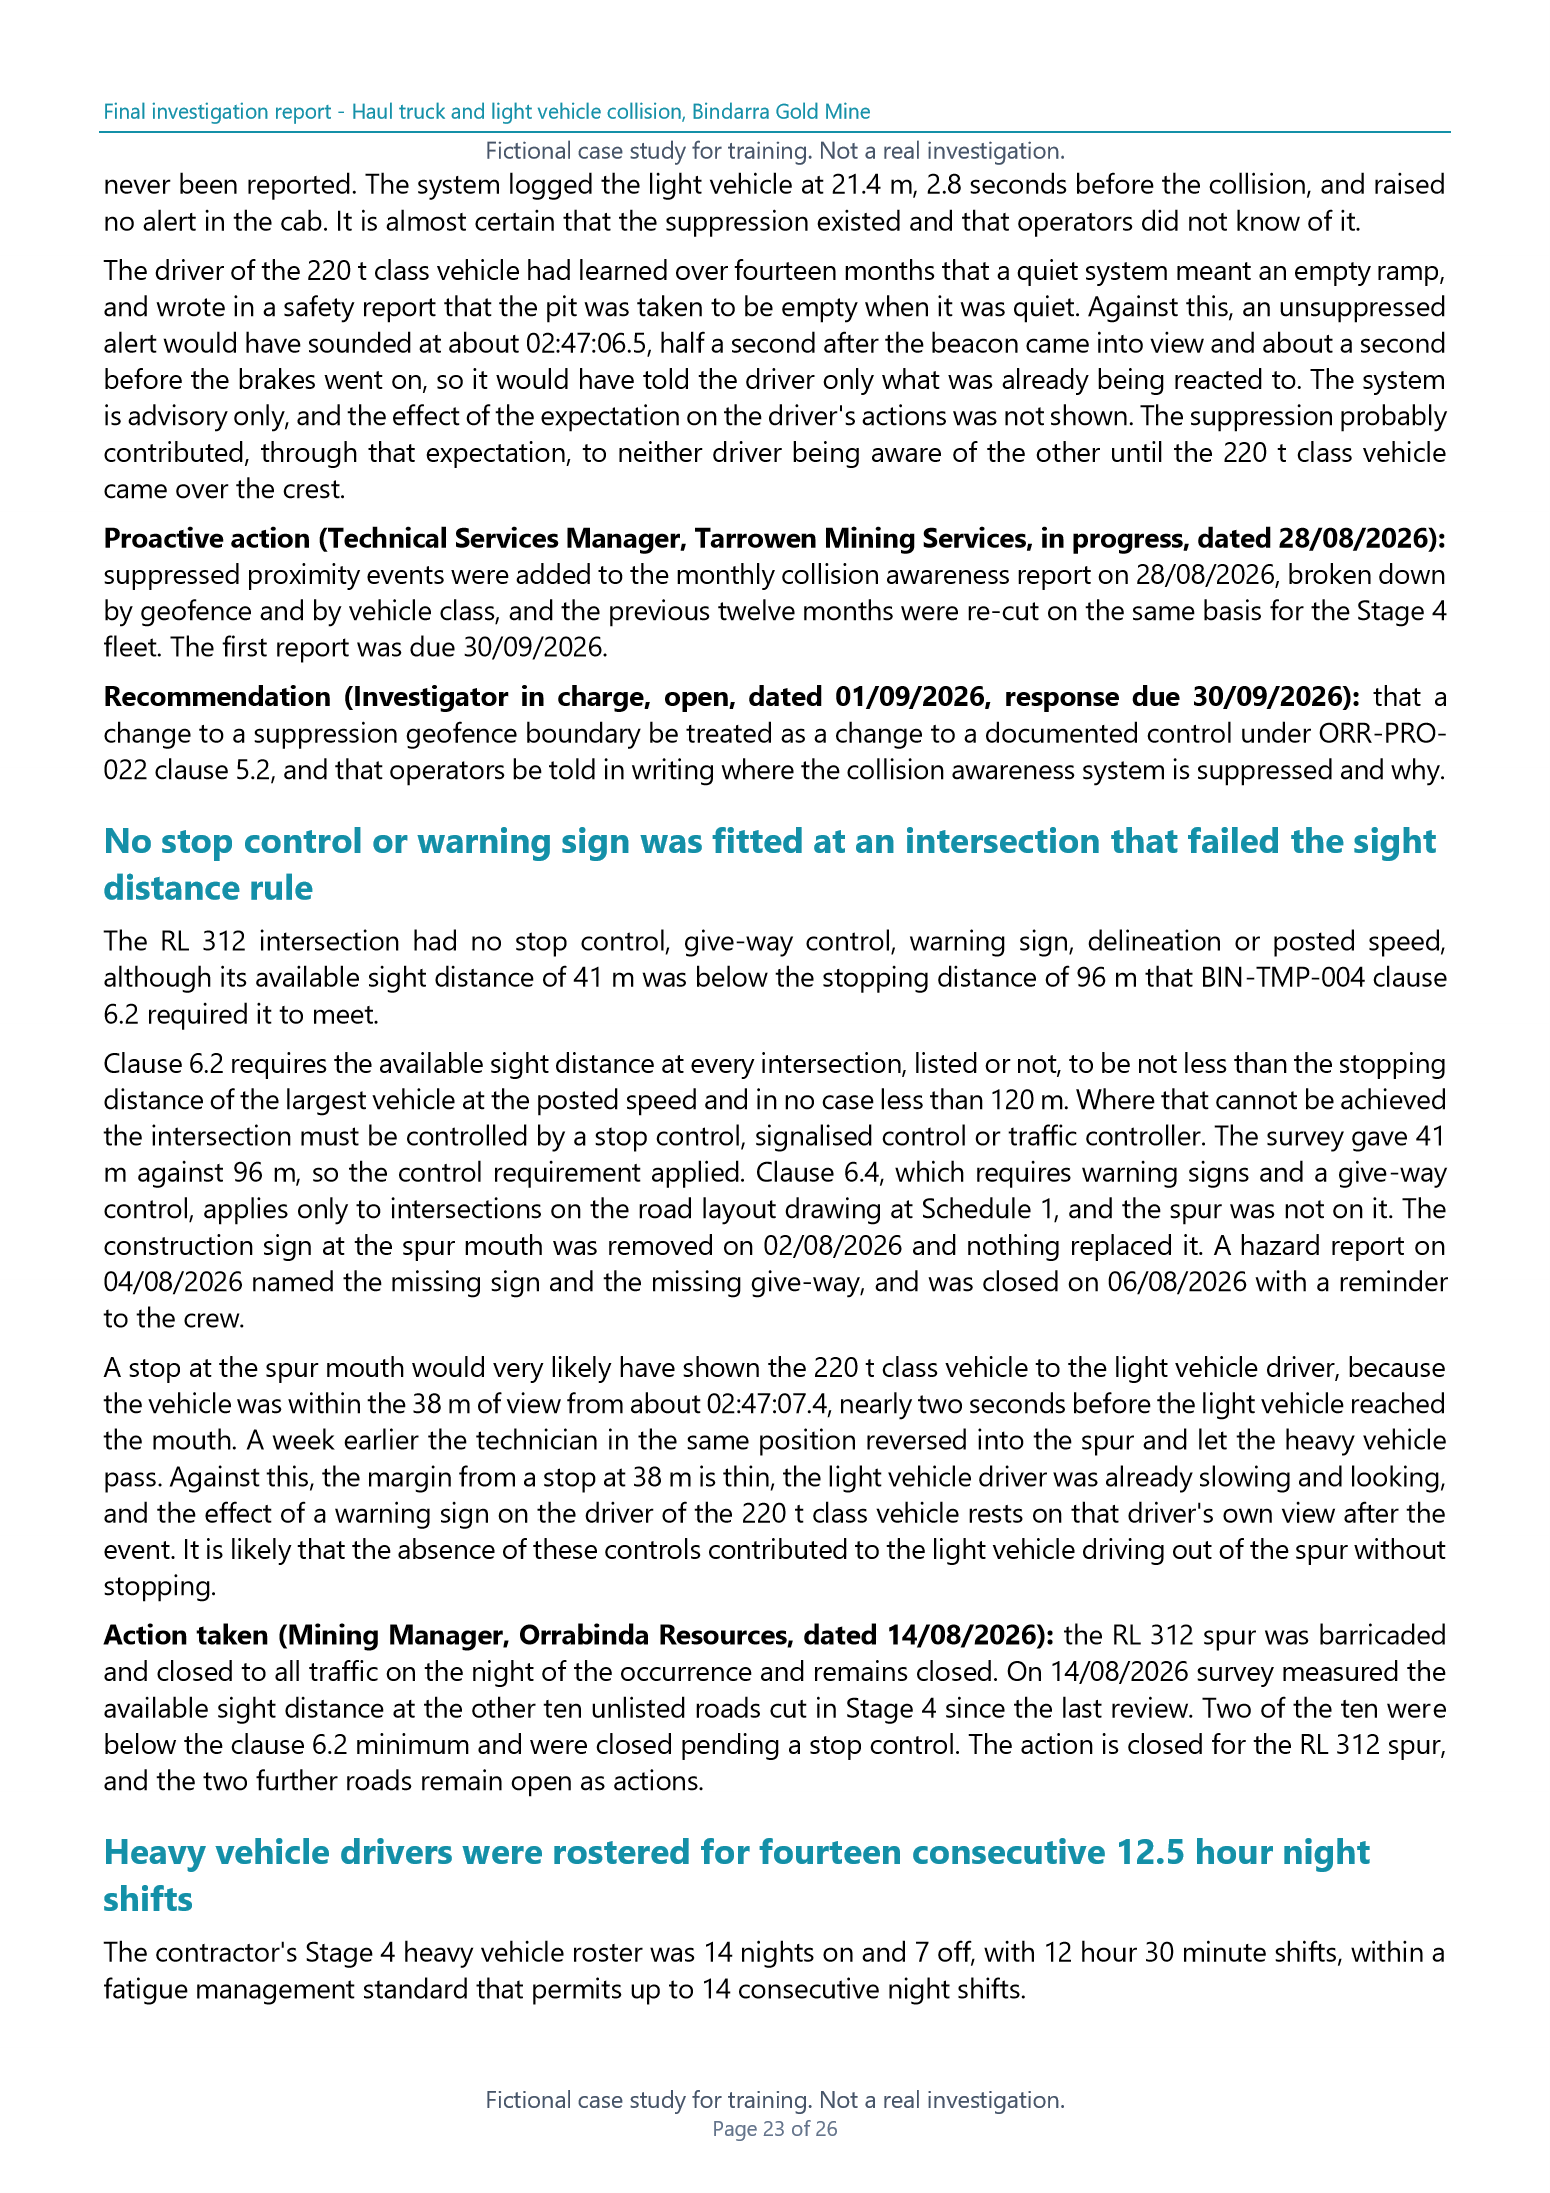 Final investigation report - Haul truck and light vehicle collision, Bindarra Gold Mine
Fictional case study for training. Not a real investigation.
never been reported. The system logged the light vehicle at 21.4 m, 2.8 seconds before the collision, and raised
no alert in the cab. It is almost certain that the suppression existed and that operators did not know of it.
The driver of the 220 t class vehicle had learned over fourteen months that a quiet system meant an empty ramp,
and wrote in a safety report that the pit was taken to be empty when it was quiet. Against this, an unsuppressed
alert would have sounded at about 02:47:06.5, half a second after the beacon came into view and about a second
before the brakes went on, so it would have told the driver only what was already being reacted to. The system
is advisory only, and the effect of the expectation on the driver's actions was not shown. The suppression probably
contributed, through that expectation, to neither driver being aware of the other until the 220 t class vehicle
came over the crest.
Proactive action (Technical Services Manager, Tarrowen Mining Services, in progress, dated 28/08/2026):
suppressed proximity events were added to the monthly collision awareness report on 28/08/2026, broken down
by geofence and by vehicle class, and the previous twelve months were re-cut on the same basis for the Stage 4
fleet. The first report was due 30/09/2026.
Recommendation (Investigator in charge, open, dated 01/09/2026, response due 30/09/2026): that a
change to a suppression geofence boundary be treated as a change to a documented control under ORR-PRO-
022 clause 5.2, and that operators be told in writing where the collision awareness system is suppressed and why.
No stop control or warning sign was fitted at an intersection that failed the sight
distance rule
The RL 312 intersection had no stop control, give-way control, warning sign, delineation or posted speed,
although its available sight distance of 41 m was below the stopping distance of 96 m that BIN-TMP-004 clause
6.2 required it to meet.
Clause 6.2 requires the available sight distance at every intersection, listed or not, to be not less than the stopping
distance of the largest vehicle at the posted speed and in no case less than 120 m. Where that cannot be achieved
the intersection must be controlled by a stop control, signalised control or traffic controller. The survey gave 41
m against 96 m, so the control requirement applied. Clause 6.4, which requires warning signs and a give-way
control, applies only to intersections on the road layout drawing at Schedule 1, and the spur was not on it. The
construction sign at the spur mouth was removed on 02/08/2026 and nothing replaced it. A hazard report on
04/08/2026 named the missing sign and the missing give-way, and was closed on 06/08/2026 with a reminder
to the crew.
A stop at the spur mouth would very likely have shown the 220 t class vehicle to the light vehicle driver, because
the vehicle was within the 38 m of view from about 02:47:07.4, nearly two seconds before the light vehicle reached
the mouth. A week earlier the technician in the same position reversed into the spur and let the heavy vehicle
pass. Against this, the margin from a stop at 38 m is thin, the light vehicle driver was already slowing and looking,
and the effect of a warning sign on the driver of the 220 t class vehicle rests on that driver's own view after the
event. It is likely that the absence of these controls contributed to the light vehicle driving out of the spur without
stopping.
Action taken (Mining Manager, Orrabinda Resources, dated 14/08/2026): the RL 312 spur was barricaded
and closed to all traffic on the night of the occurrence and remains closed. On 14/08/2026 survey measured the
available sight distance at the other ten unlisted roads cut in Stage 4 since the last review. Two of the ten were
below the clause 6.2 minimum and were closed pending a stop control. The action is closed for the RL 312 spur,
and the two further roads remain open as actions.
Heavy vehicle drivers were rostered for fourteen consecutive 12.5 hour night
shifts
The contractor's Stage 4 heavy vehicle roster was 14 nights on and 7 off, with 12 hour 30 minute shifts, within a
fatigue management standard that permits up to 14 consecutive night shifts.
Fictional case study for training. Not a real investigation.
Page 23 of 26